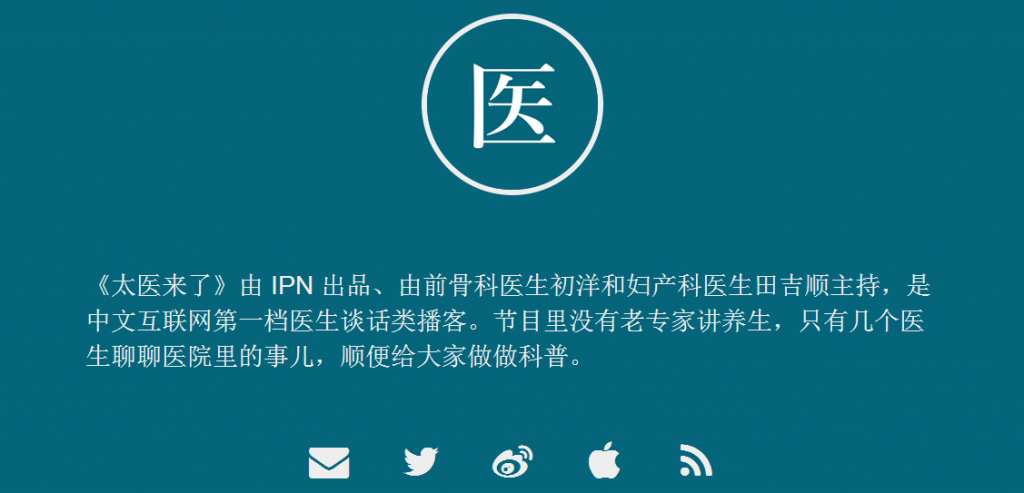 医
《太医来了》由 IPN 出品、由前骨科医生初洋和妇产科医生田吉顺主持，是
中文互联网第一档医生谈话类播客。节目里没有老专家讲养生，只有几个医
生聊聊医院里的事儿，顺便给大家做做科普。